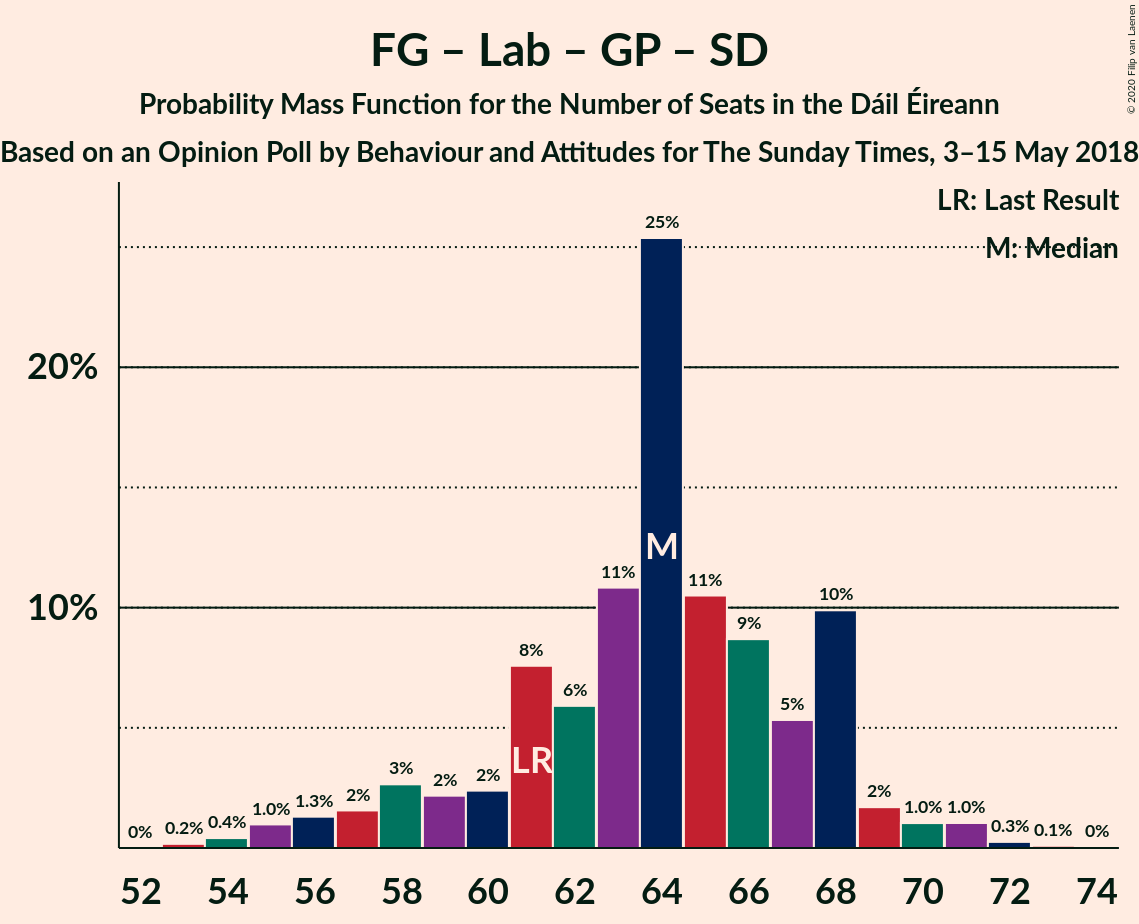 FG – Lab – GP – SD
Probability Mass Function for the Number of Seats in the Dáil Éireann
Based on an Opinion Poll by Behaviour and Attitudes for The Sunday Times, 3–15 May 2018
© 2020 Filip van Laenen
LR: Last Result
M: Median
20%
10%
0%
0.2%
0.4%
1.0%
1.3%
2%
3%
2%
2%
8%
6%
11%
25%
11%
9%
5%
10%
2%
1.0%
1.0%
0.3%
0.1%
0%
LR
M
52 54 56 58 60 62 64 66 68 70 72 74